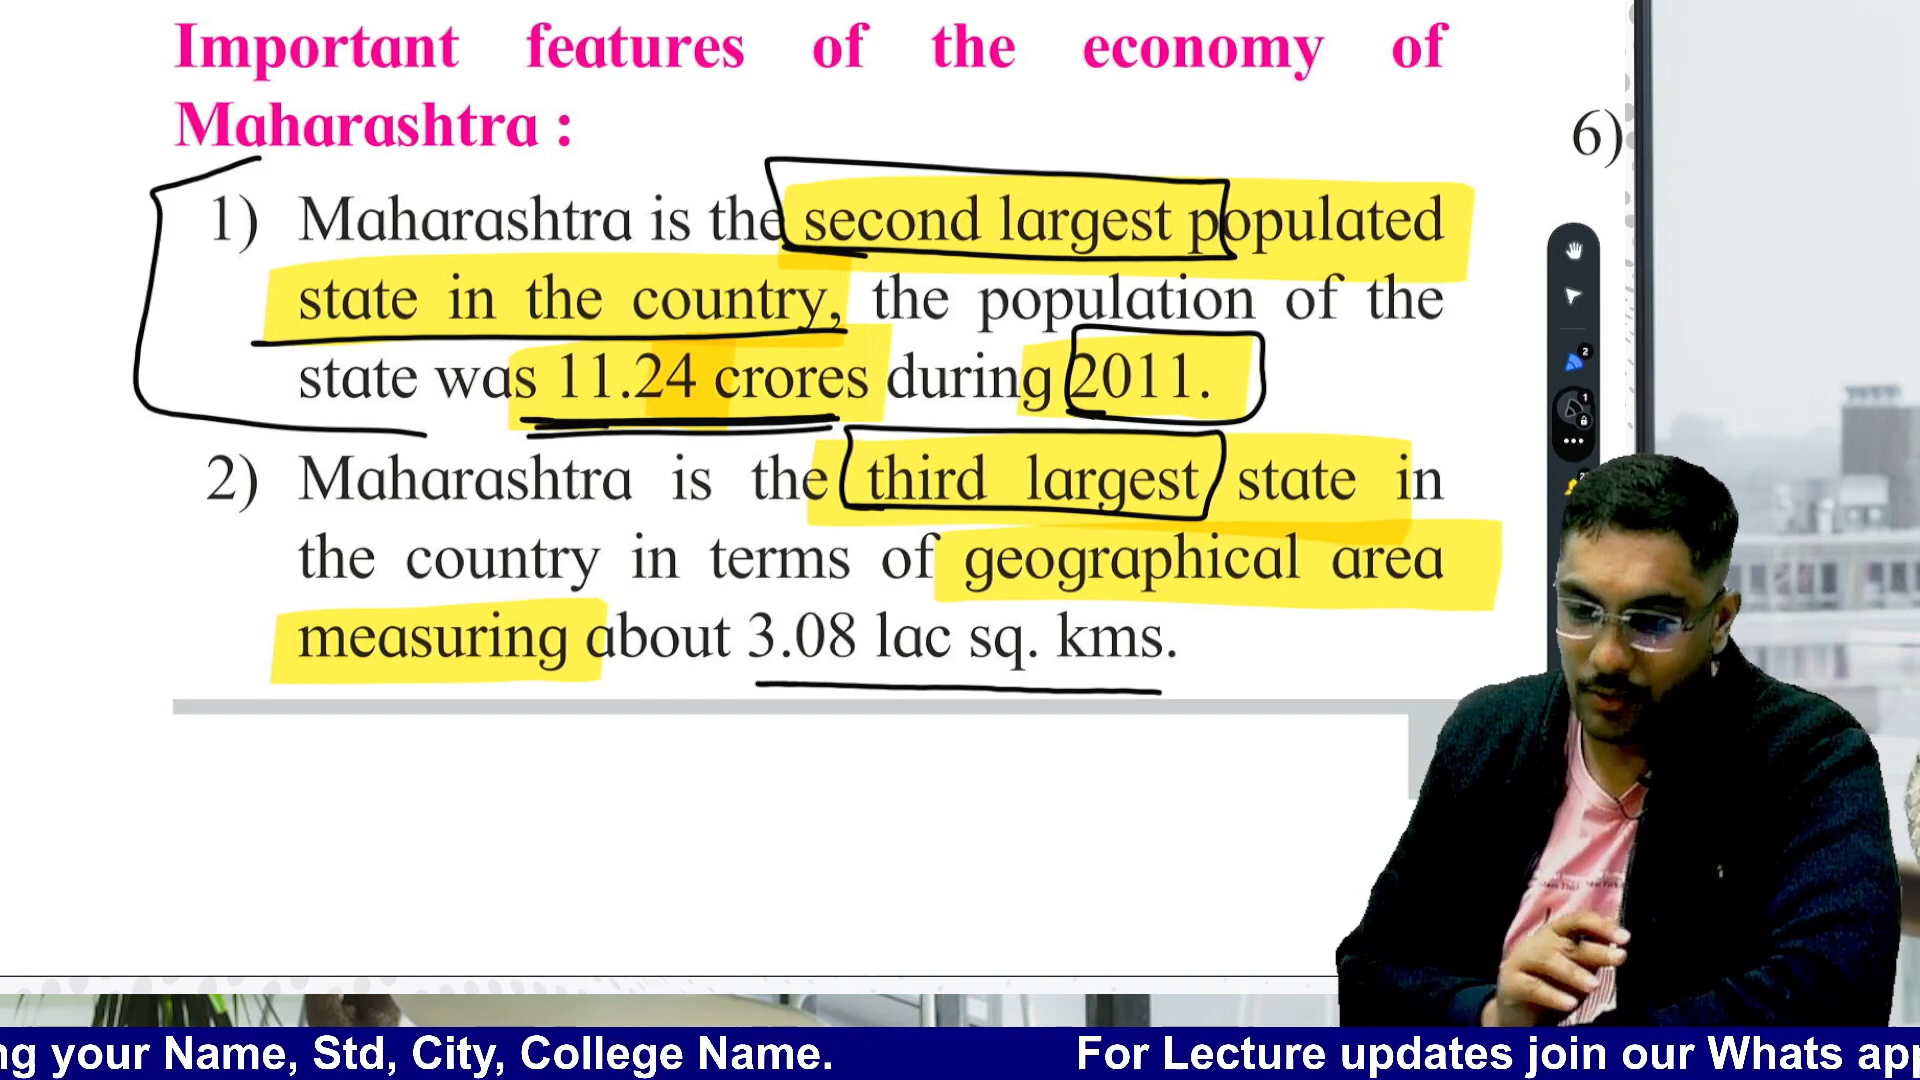 Important features of the economy of
Maharashtra :
6)
1) Maharashtra is the second largest populated
state in the country, the population of the
state was 11.24 crores during 2011.
2) Maharashtra is the third largest state in
the country in terms of geographical area
measuring about 3.08 lac sq. kms.
2
1
ng your Name, Std, City, College Name. For Lecture updates join our Whats app